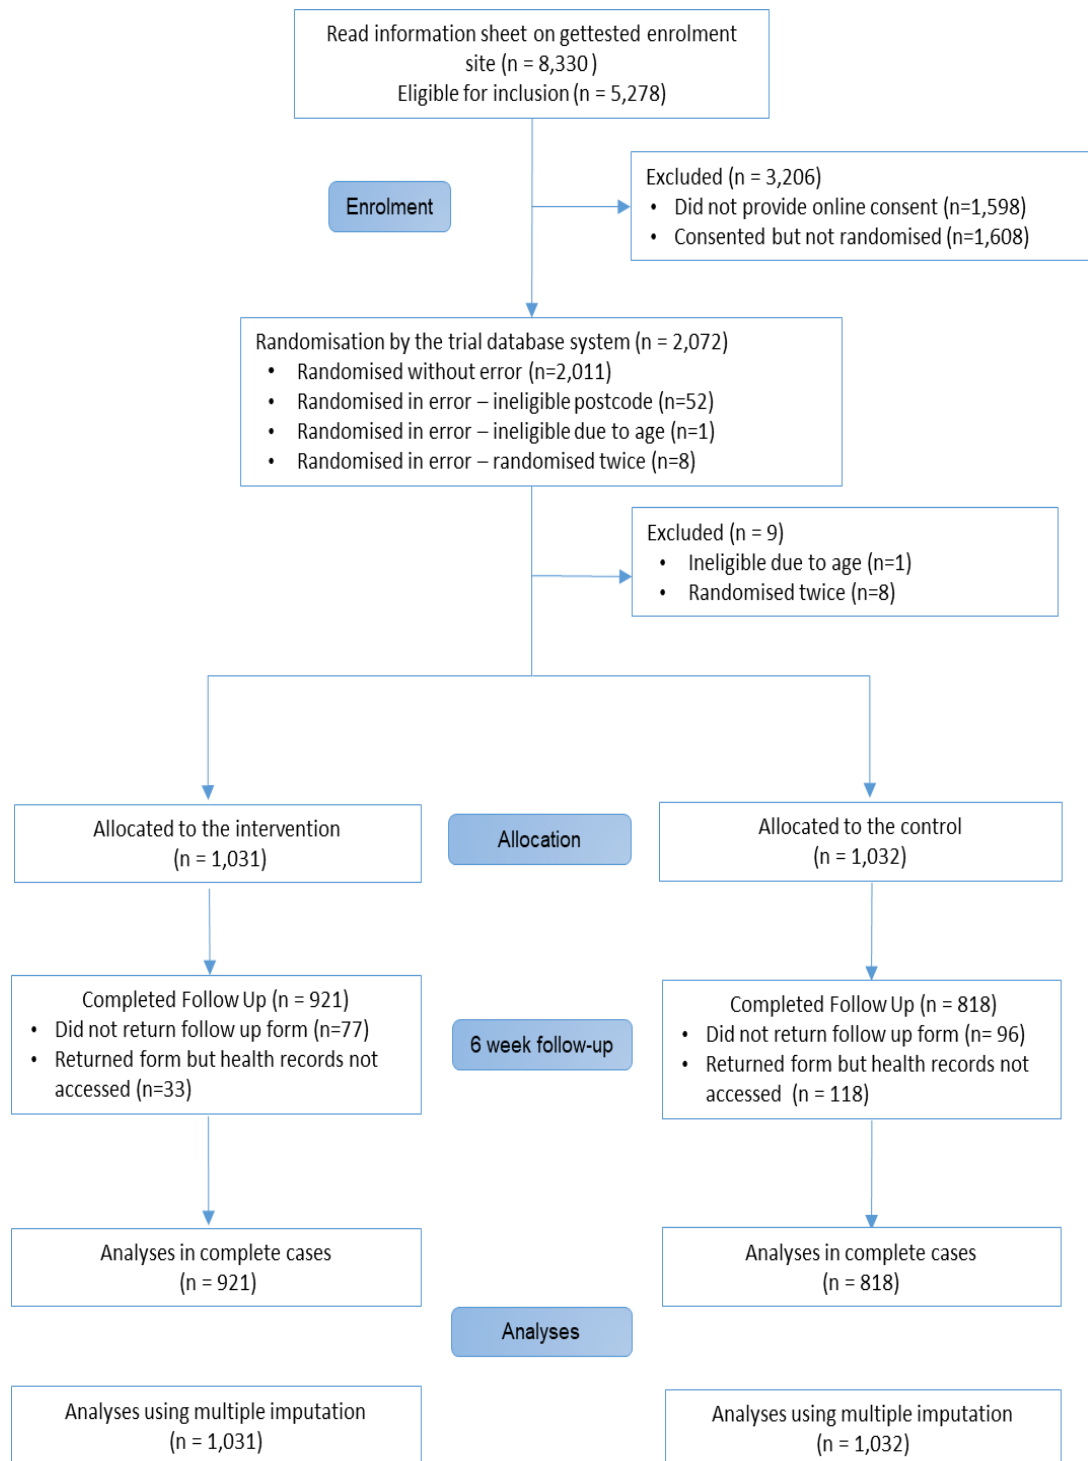 Read information sheet on gettested enrolment
site (n = 8,330 )
Eligible for inclusion (n = 5,278)
Excluded (n = 3,206)
• Did not provide online consent (n=1,598)
• Consented but not randomised (n=1,608)
Enrolment
Randomisation by the trial database system (n = 2,072)
• Randomised without error (n=2,011)
• Randomised in error – ineligible postcode (n=52)
• Randomised in error – ineligible due to age (n=1)
• Randomised in error – randomised twice (n=8)
Excluded (n = 9)
• Ineligible due to age (n=1)
• Randomised twice (n=8)
Allocated to the intervention
(n = 1,031)
Allocation
Allocated to the control
(n = 1,032)
Completed Follow Up (n = 921)
• Did not return follow up form (n=77)
• Returned form but health records not
accessed (n=33)
6 week follow-up
Completed Follow Up (n = 818)
• Did not return follow up form (n= 96)
• Returned form but health records not
accessed (n = 118)
Analyses in complete cases
(n = 921)
Analyses in complete cases
(n = 818)
Analyses
Analyses using multiple imputation
(n = 1,031)
Analyses using multiple imputation
(n = 1,032)